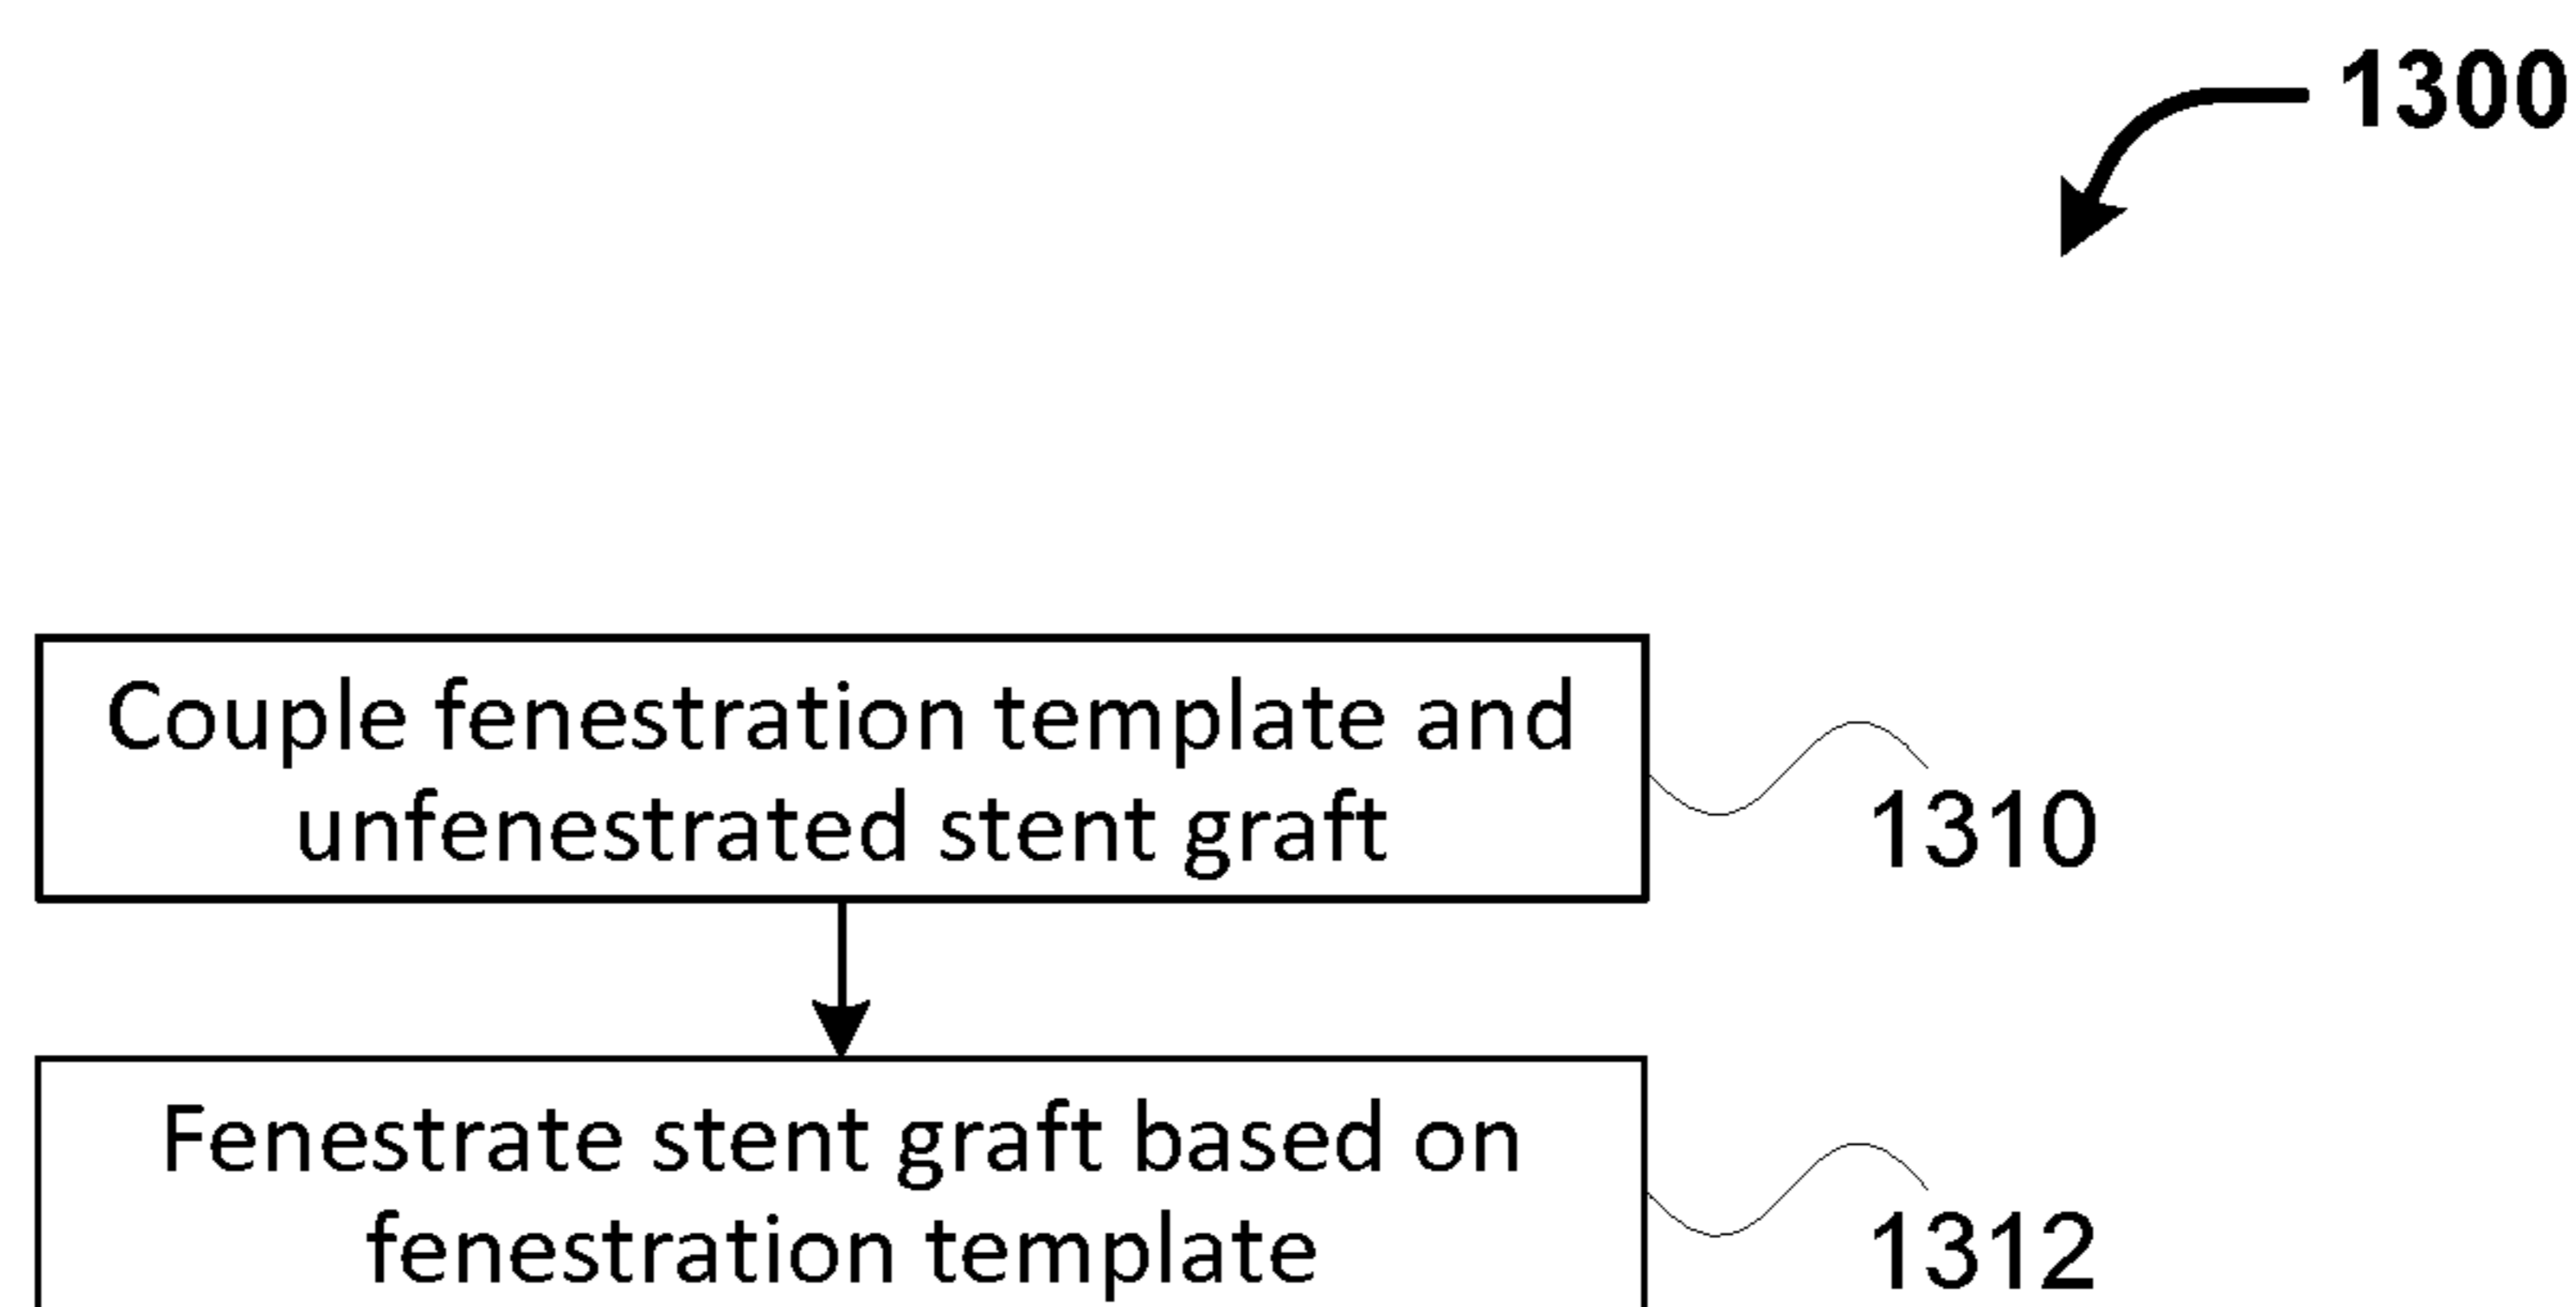 1300
Couple fenestration template and
unfenestrated stent graft
1310
Fenestrate stent graft based on
fenestration template
1312